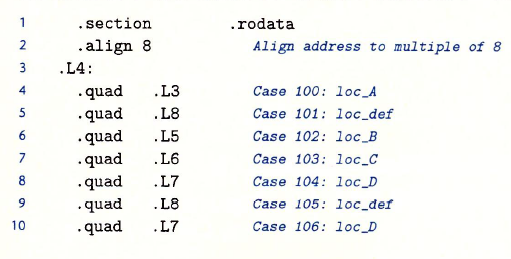 1 .section .rodata
2 .align 8 Align address to multiple of 8
3 .L4:
4 .quad .L3 Case 100: loc_A
5 .quad .L8 Case 101: loc_def
6 .quad .L5 Case 102: loc_B
7 .quad .L6 Case 103: loc_C
8 .quad .L7 Case 104: loc_D
9 .quad .L8 Case 105: loc_def
10 .quad .L7 Case 106: loc_D